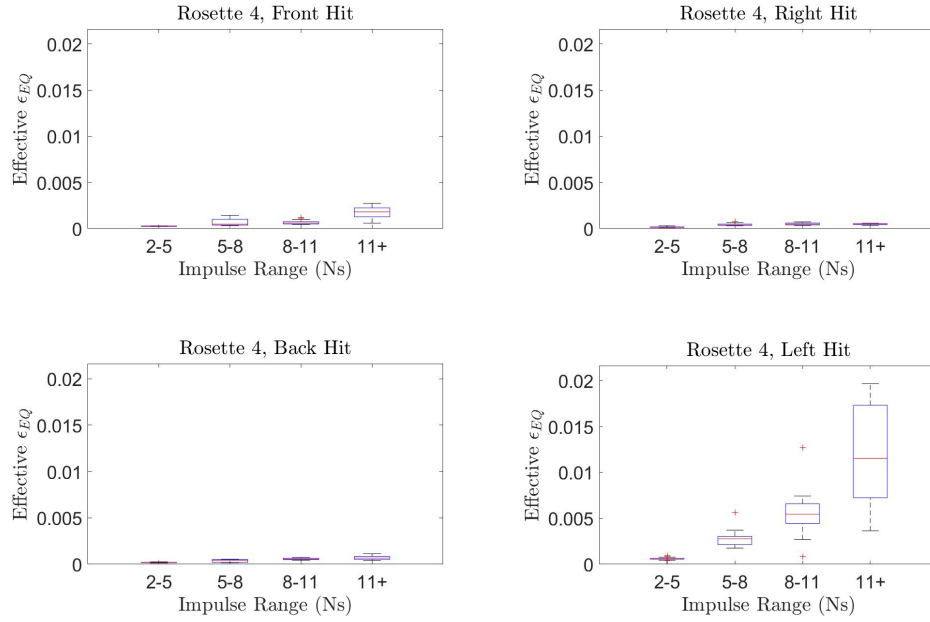 Rosette 4, Front Hit
Effective ϵ_EQ
0.02
0.015
0.01
0.005
0
2-5 5-8 8-11 11+
Impulse Range (Ns)
Rosette 4, Right Hit
Effective ϵ_EQ
0.02
0.015
0.01
0.005
0
2-5 5-8 8-11 11+
Impulse Range (Ns)
Rosette 4, Back Hit
Effective ϵ_EQ
0.02
0.015
0.01
0.005
0
2-5 5-8 8-11 11+
Impulse Range (Ns)
Rosette 4, Left Hit
Effective ϵ_EQ
0.02
0.015
0.01
0.005
0
2-5 5-8 8-11 11+
Impulse Range (Ns)